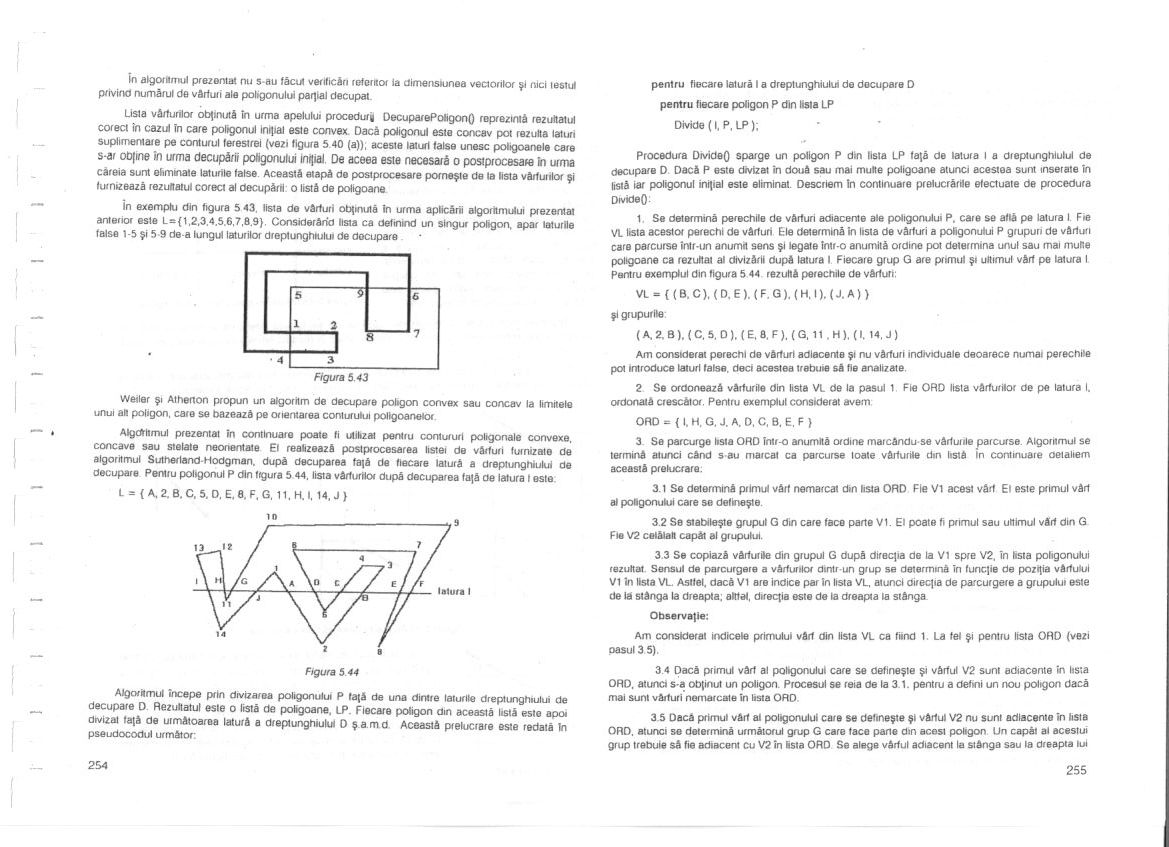 În algoritmul prezentat nu s-au făcut verificări referitor la dimensiunea vectorilor şi nici testul
privind numărul de vârfuri ale poligonului parţial decupat.
Lista vârfurilor obţinută în urma apelului procedurij DecuparePoligon() reprezintă rezultatul
corect în cazul în care poligonul iniţial este convex. Dacă poligonul este concav pot rezulta laturi
suplimentare pe conturul ferestrei (vezi figura 5.40 (a)); aceste laturi false unesc poligoanele care
s-ar obţine în urma decupării poligonului iniţial. De aceea este necesară o postprocesare în urma
căreia sunt eliminate laturile false. Această etapă de postprocesare porneşte de la lista vârfurilor şi
furnizează rezultatul corect al decupării: o listă de poligoane.
În exemplu din figura 5.43, lista de vârfuri obţinută în urma aplicării algoritmului prezentat
anterior este L={1,2,3,4,5,6,7,8,9}. Considerând lista ca definind un singur poligon, apar laturile
false 1-5 şi 5-9 de-a lungul laturilor dreptunghiului de decupare .
5 9 6
1 2
8 7
4 3
Figura 5.43
Weiler şi Atherton propun un algoritm de decupare poligon convex sau concav la limitele
unui alt poligon, care se bazează pe orientarea conturului poligoanelor.
Algoritmul prezentat în continuare poate fi utilizat pentru contururi poligonale convexe,
concave sau stelate neorientate. El realizează postprocesarea listei de vârfuri furnizate de
algoritmul Sutherland-Hodgman, după decuparea faţă de fiecare latură a dreptunghiului de
decupare. Pentru poligonul P din figura 5.44, lista vârfurilor după decuparea faţă de latura l este:
L = { A, 2, B, C, 5, D, E, 8, F, G, 11, H, I, 14, J }
10 9
13 12 6 7
4 3
1
I H G A D C E F
J B latura l
11 5
14
2 8
Figura 5.44
Algoritmul începe prin divizarea poligonului P faţă de una dintre laturile dreptunghiului de
decupare D. Rezultatul este o listă de poligoane, LP. Fiecare poligon din această listă este apoi
divizat faţă de următoarea latură a dreptunghiului D ş.a.m.d. Această prelucrare este redată în
pseudocodul următor:
254
pentru fiecare latură l a dreptunghiului de decupare D
pentru fiecare poligon P din lista LP
Divide ( l, P, LP );
Procedura Divide() sparge un poligon P din lista LP faţă de latura l a dreptunghiului de
decupare D. Dacă P este divizat în două sau mai multe poligoane atunci acestea sunt inserate în
listă iar poligonul iniţial este eliminat. Descriem în continuare prelucrările efectuate de procedura
Divide():
1. Se determină perechile de vârfuri adiacente ale poligonului P, care se află pe latura l. Fie
VL lista acestor perechi de vârfuri. Ele determină în lista de vârfuri a poligonului P grupuri de vârfuri
care parcurse într-un anumit sens şi legate într-o anumită ordine pot determina unul sau mai multe
poligoane ca rezultat al divizării după latura l. Fiecare grup G are primul şi ultimul vârf pe latura l.
Pentru exemplul din figura 5.44. rezultă perechile de vârfuri:
VL = { ( B, C ), ( D, E ), ( F, G ), ( H, I ), ( J, A ) }
şi grupurile:
( A, 2, B ), ( C, 5, D ), ( E, 8, F ), ( G, 11 , H ), ( I, 14, J )
Am considerat perechi de vârfuri adiacente şi nu vârfuri individuale deoarece numai perechile
pot introduce laturi false, deci acestea trebuie să fie analizate.
2. Se ordonează vârfurile din lista VL de la pasul 1. Fie ORD lista vârfurilor de pe latura l,
ordonată crescător. Pentru exemplul considerat avem:
ORD = { I, H, G, J, A, D, C, B, E, F }
3. Se parcurge lista ORD într-o anumită ordine marcându-se vârfurile parcurse. Algoritmul se
termină atunci când s-au marcat ca parcurse toate vârfurile din listă. În continuare detaliem
această prelucrare:
3.1 Se determină primul vârf nemarcat din lista ORD. Fie V1 acest vârf. El este primul vârf
al poligonului care se defineşte.
3.2 Se stabileşte grupul G din care face parte V1. El poate fi primul sau ultimul vârf din G.
Fie V2 celălalt capăt al grupului.
3.3 Se copiază vârfurile din grupul G după direcţia de la V1 spre V2, în lista poligonului
rezultat. Sensul de parcurgere a vârfurilor dintr-un grup se determină în funcţie de poziţia vârfului
V1 în lista VL. Astfel, dacă V1 are indice par în lista VL, atunci direcţia de parcurgere a grupului este
de la stânga la dreapta; altfel, direcţia este de la dreapta la stânga.
Observaţie:
Am considerat indicele primului vârf din lista VL ca fiind 1. La fel şi pentru lista ORD (vezi
pasul 3.5).
3.4 Dacă primul vârf al poligonului care se defineşte şi vârful V2 sunt adiacente în lista
ORD, atunci s-a obţinut un poligon. Procesul se reia de la 3.1. pentru a defini un nou poligon dacă
mai sunt vârfuri nemarcate în lista ORD.
3.5 Dacă primul vârf al poligonului care se defineşte şi vârful V2 nu sunt adiacente în lista
ORD, atunci se determină următorul grup G care face parte din acest poligon. Un capăt al acestui
grup trebuie să fie adiacent cu V2 în lista ORD. Se alege vârful adiacent la stânga sau la dreapta lui
255